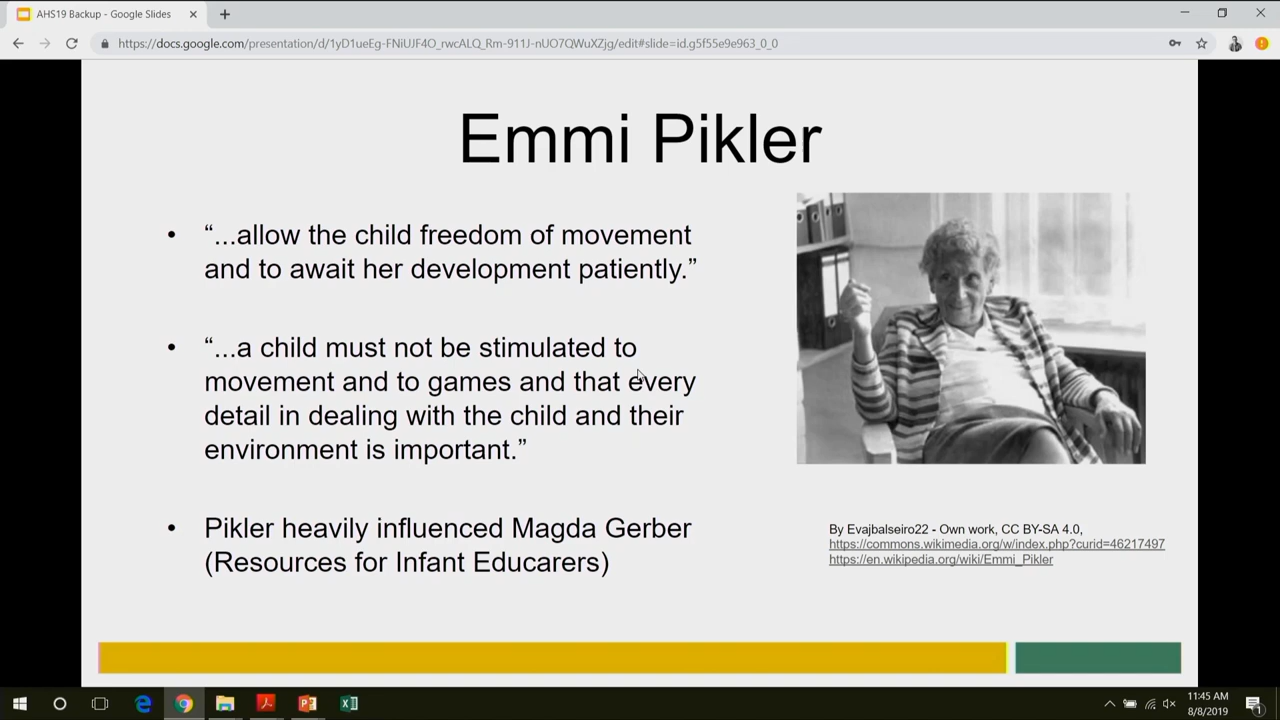 AHS19 Backup - Google Slides
https://docs.google.com/presentation/d/1yD1ueEg-FNiUJF4O_rwcALQ_Rm-911J-nUO7QWuXZjg/edit#slide=id.g5f55e9e963_0_0
Emmi Pikler
• “...allow the child freedom of movement
and to await her development patiently.”
• “...a child must not be stimulated to
movement and to games and that every
detail in dealing with the child and their
environment is important.”
• Pikler heavily influenced Magda Gerber
(Resources for Infant Educarers)
By Evajbalseiro22 - Own work, CC BY-SA 4.0,
https://commons.wikimedia.org/w/index.php?curid=46217497
https://en.wikipedia.org/wiki/Emmi_Pikler
11:45 AM
8/8/2019
1